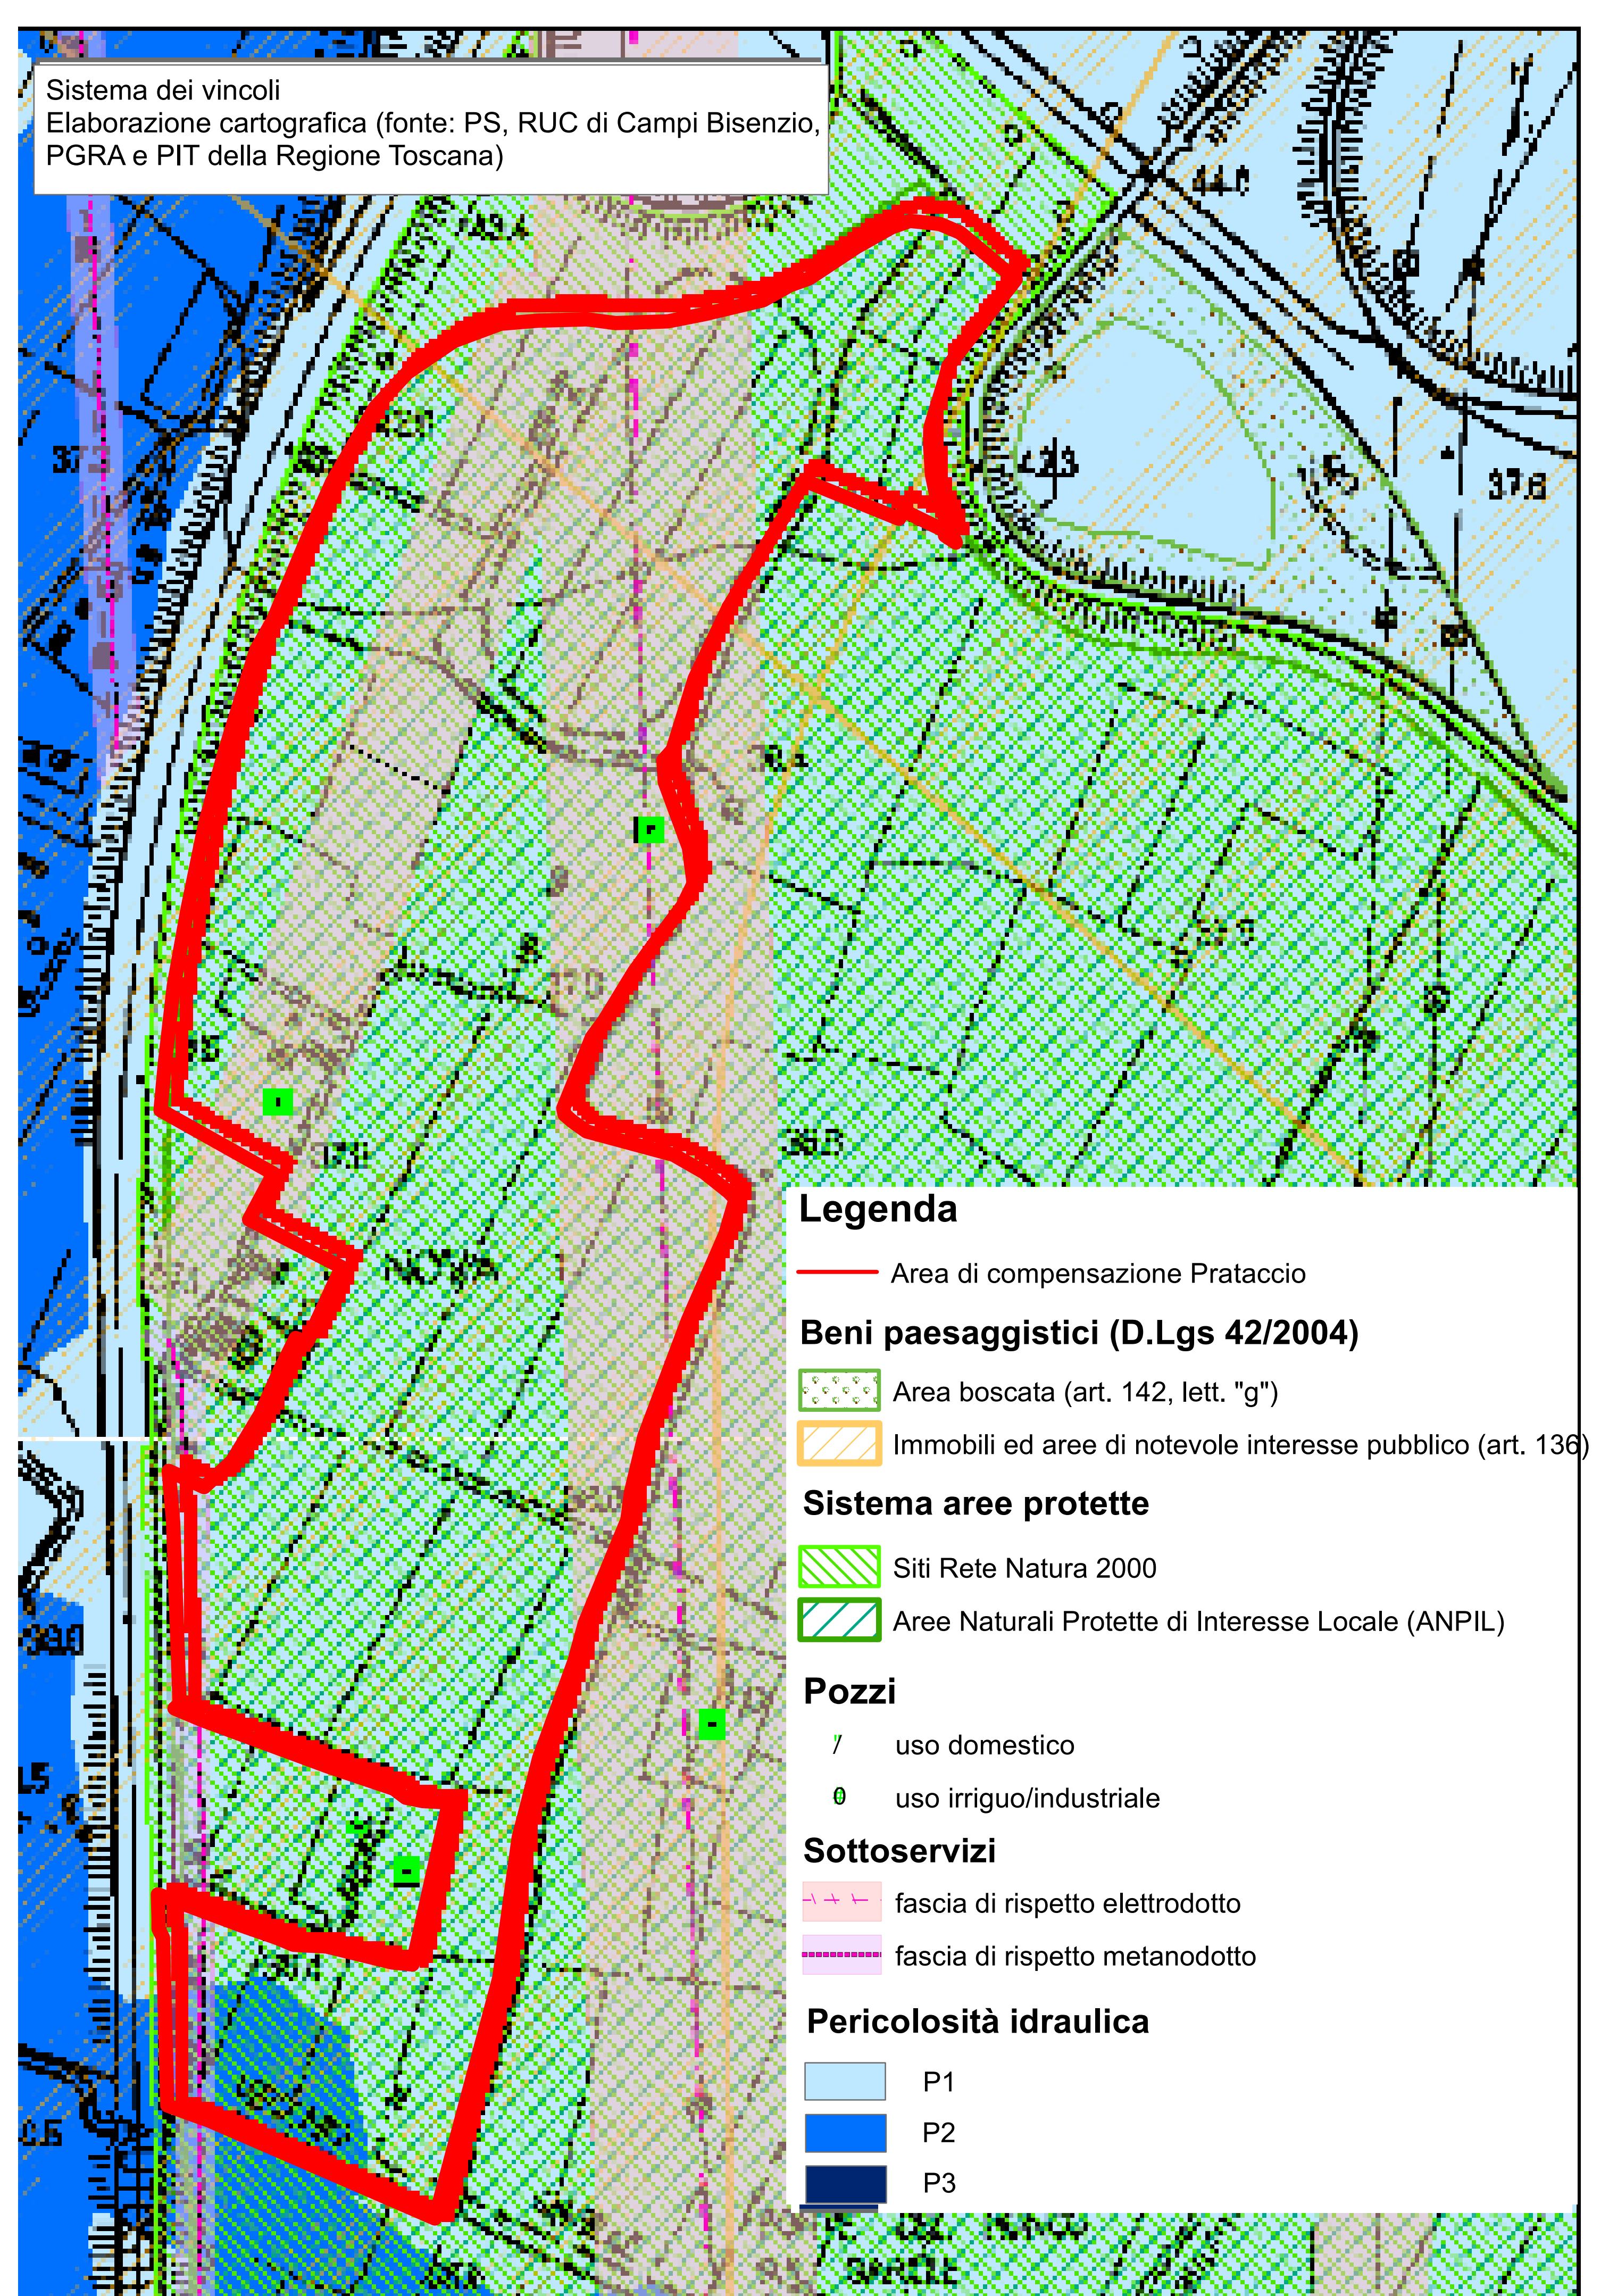 Sistema dei vincoli
Elaborazione cartografica (fonte: PS, RUC di Campi Bisenzio,
PGRA e PIT della Regione Toscana)
37.6
Legenda
Area di compensazione Prataccio
Beni paesaggistici (D.Lgs 42/2004)
Area boscata (art. 142, lett. "g")
Immobili ed aree di notevole interesse pubblico (art. 136)
Sistema aree protette
Siti Rete Natura 2000
Aree Naturali Protette di Interesse Locale (ANPIL)
Pozzi
uso domestico
uso irriguo/industriale
Sottoservizi
fascia di rispetto elettrodotto
fascia di rispetto metanodotto
Pericolosità idraulica
P1
P2
P3